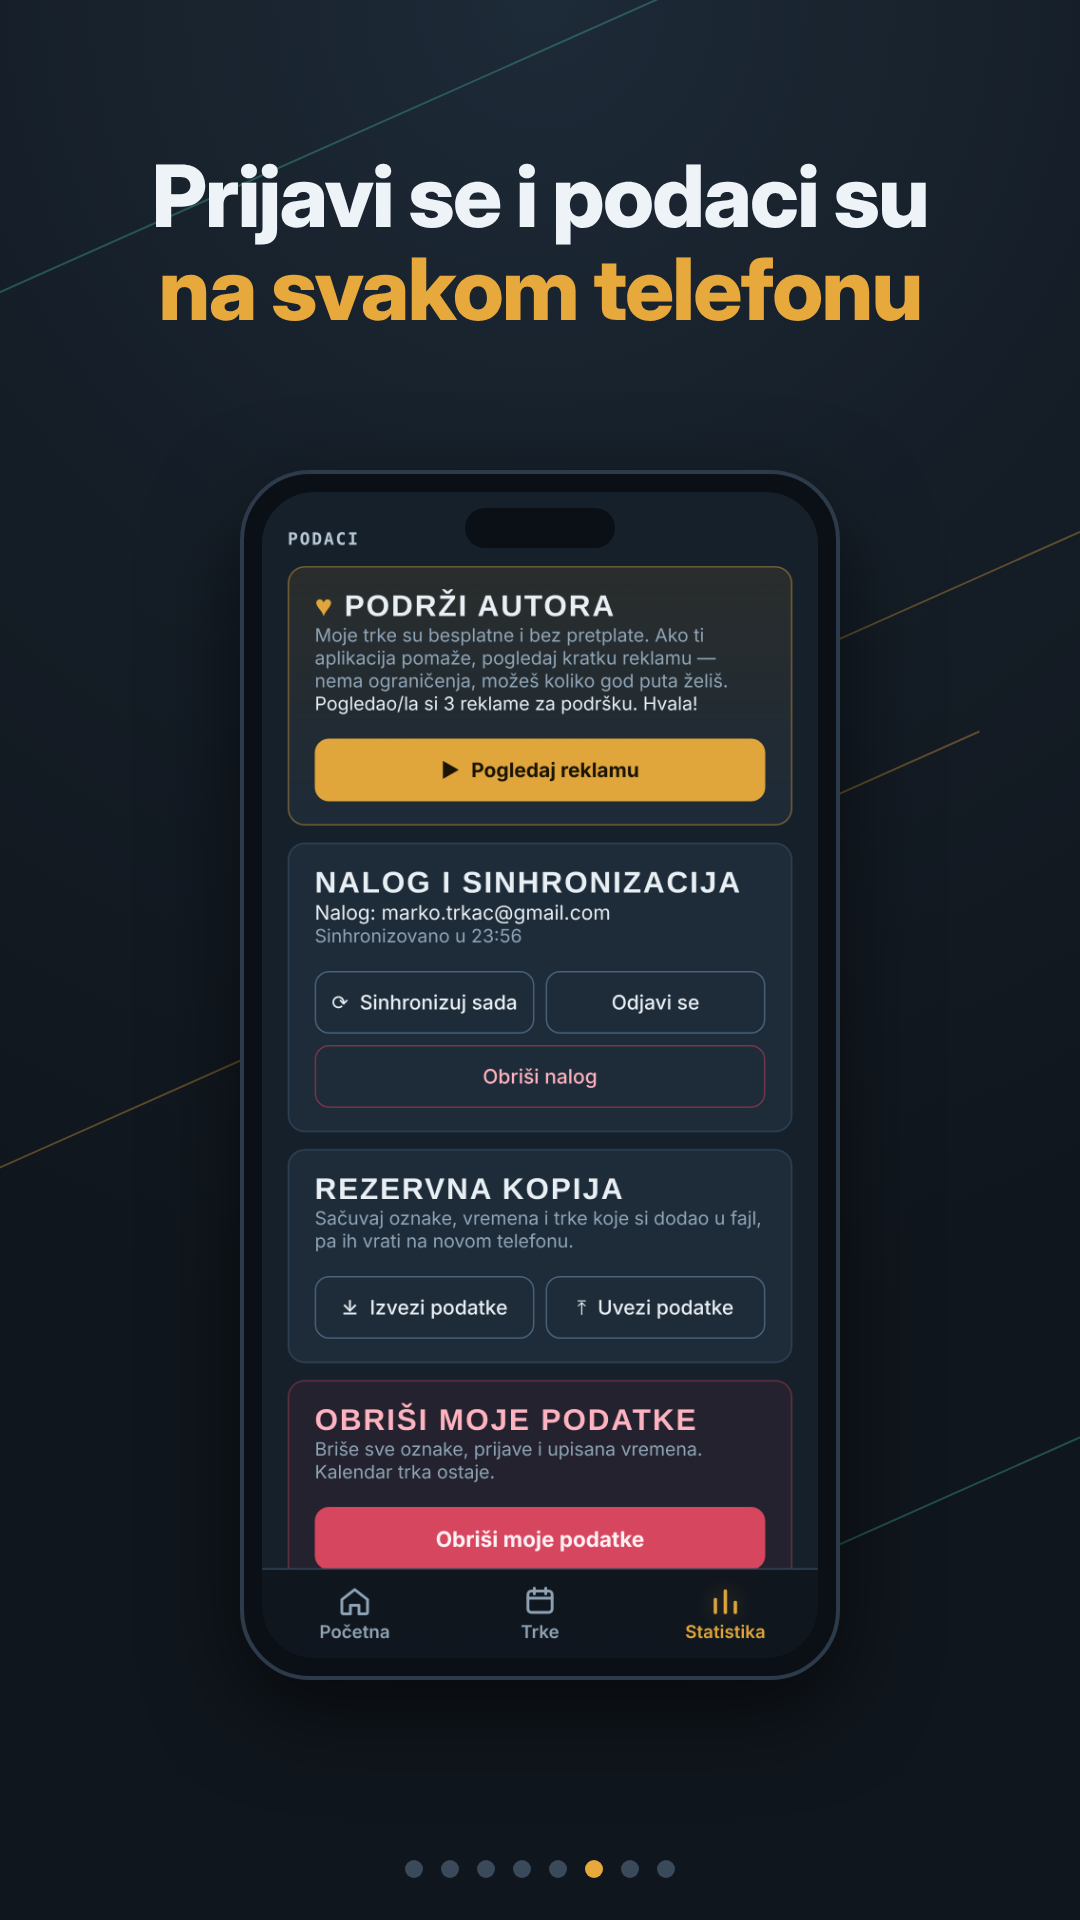 Prijavi se i podaci su
na svakom telefonu
PODACI
♥ PODRŽI AUTORA
Moje trke su besplatne i bez pretplate. Ako ti
aplikacija pomaže, pogledaj kratku reklamu —
nema ograničenja, možeš koliko god puta želiš.
Pogledao/la si 3 reklame za podršku. Hvala!
▶ Pogledaj reklamu
NALOG I SINHRONIZACIJA
Nalog: marko.trkac@gmail.com
Sinhronizovano u 23:56
⟳ Sinhronizuj sada
Odjavi se
Obriši nalog
REZERVNA KOPIJA
Sačuvaj oznake, vremena i trke koje si dodao u fajl,
pa ih vrati na novom telefonu.
Izvezi podatke
Uvezi podatke
OBRIŠI MOJE PODATKE
Briše sve oznake, prijave i upisana vremena.
Kalendar trka ostaje.
Obriši moje podatke
Početna
Trke
Statistika